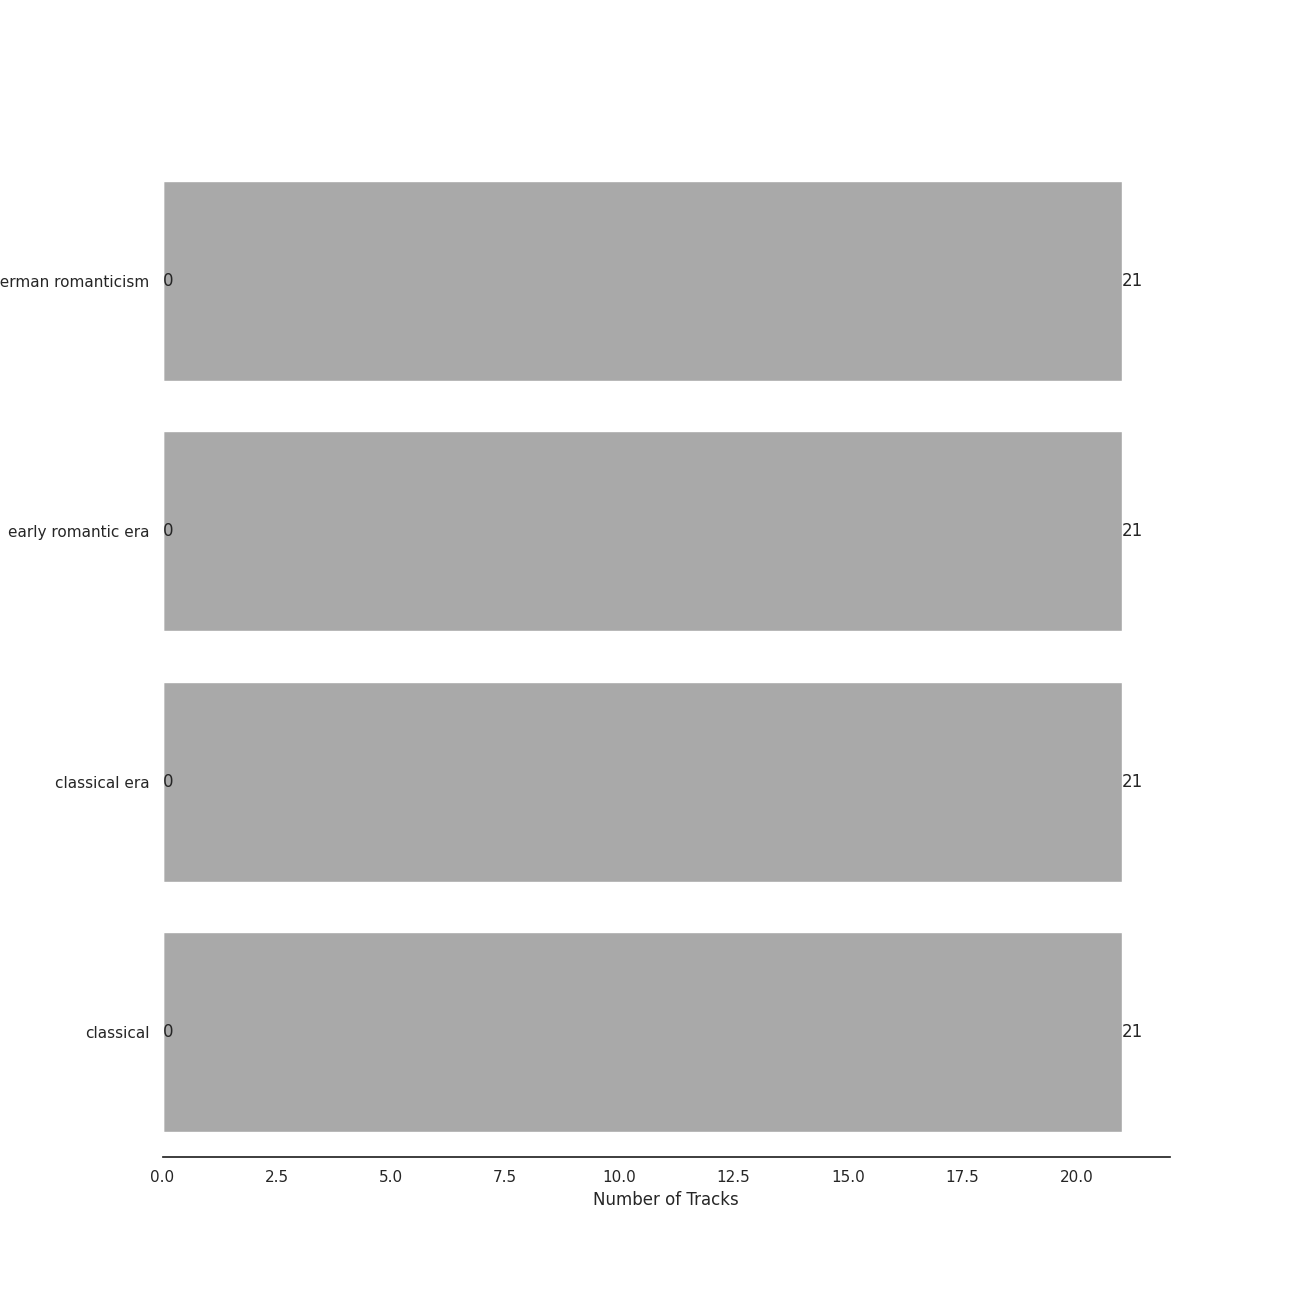 erman romanticism 0 21
early romantic era 0 21
classical era 0 21
classical 0 21
0.0 2.5 5.0 7.5 10.0 12.5 15.0 17.5 20.0
Number of Tracks